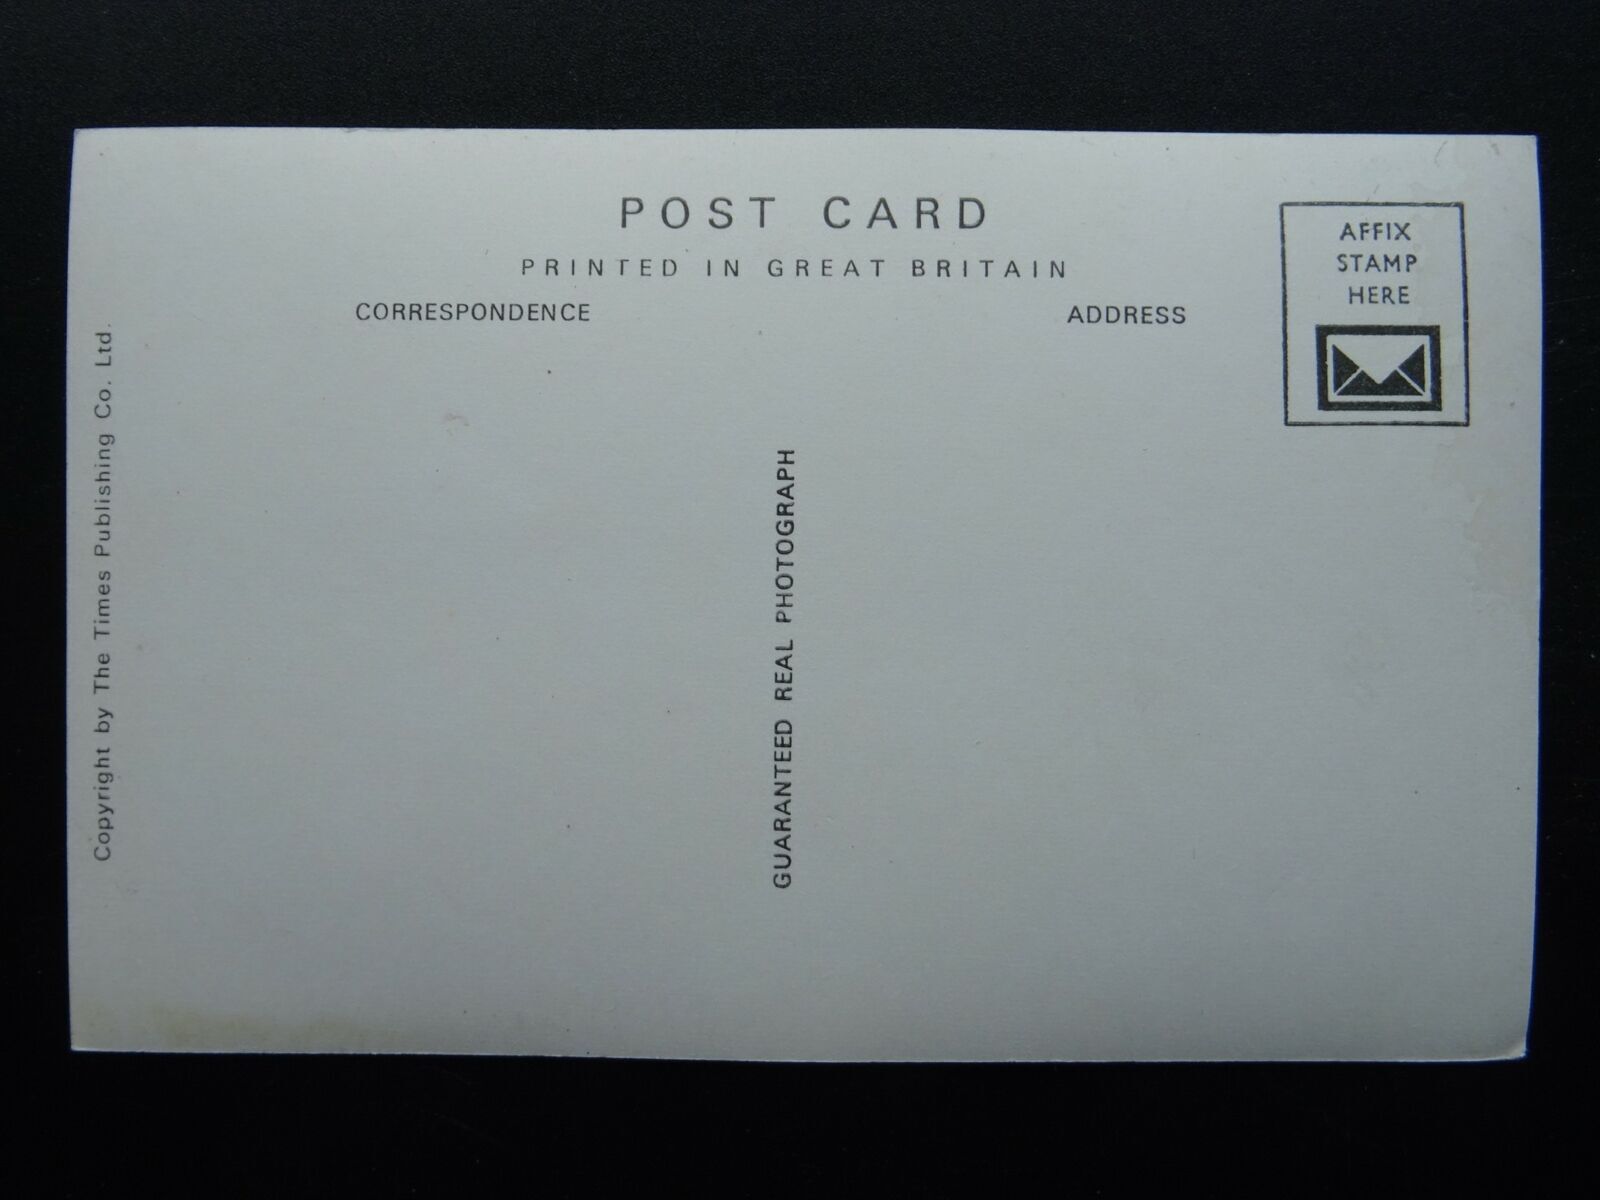 POST CARD
PRINTED IN GREAT BRITAIN
CORRESPONDENCE
ADDRESS
AFFIX
STAMP
HERE
Copyright by The Times Publishing Co. Ltd.
GUARANTEED REAL PHOTOGRAPH